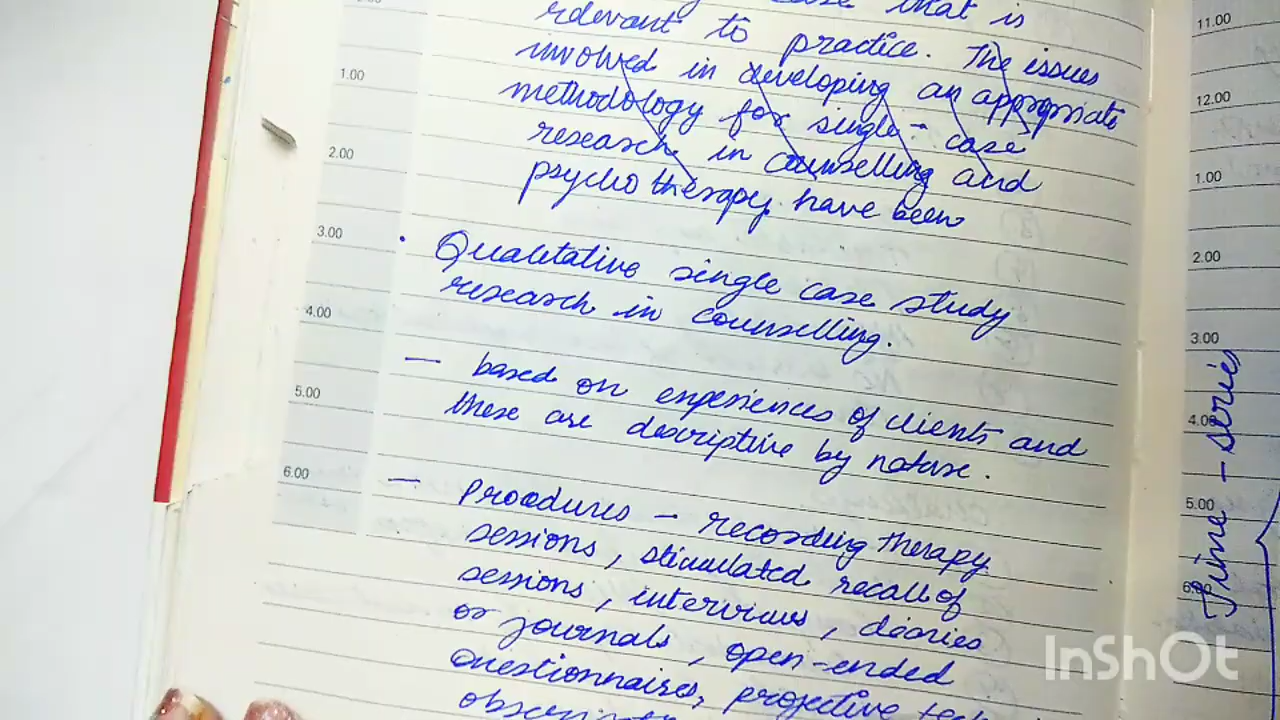 that is
relevant to practice. The issues
involved in developing an appropriate
methodology for single - case
research in counselling and
psychotherapy have been
• Qualitative single case study
research in counselling.
— based on experiences of clients and
these are descriptive by nature.
— Procedures - recording therapy
sessions, stimulated recall of
sessions, interviews, diaries
or journals, open-ended
questionnaires, projective
1.00
2.00
3.00
4.00
5.00
6.00
11.00
12.00
1.00
2.00
3.00
4.00
5.00
Time - series
InShOt